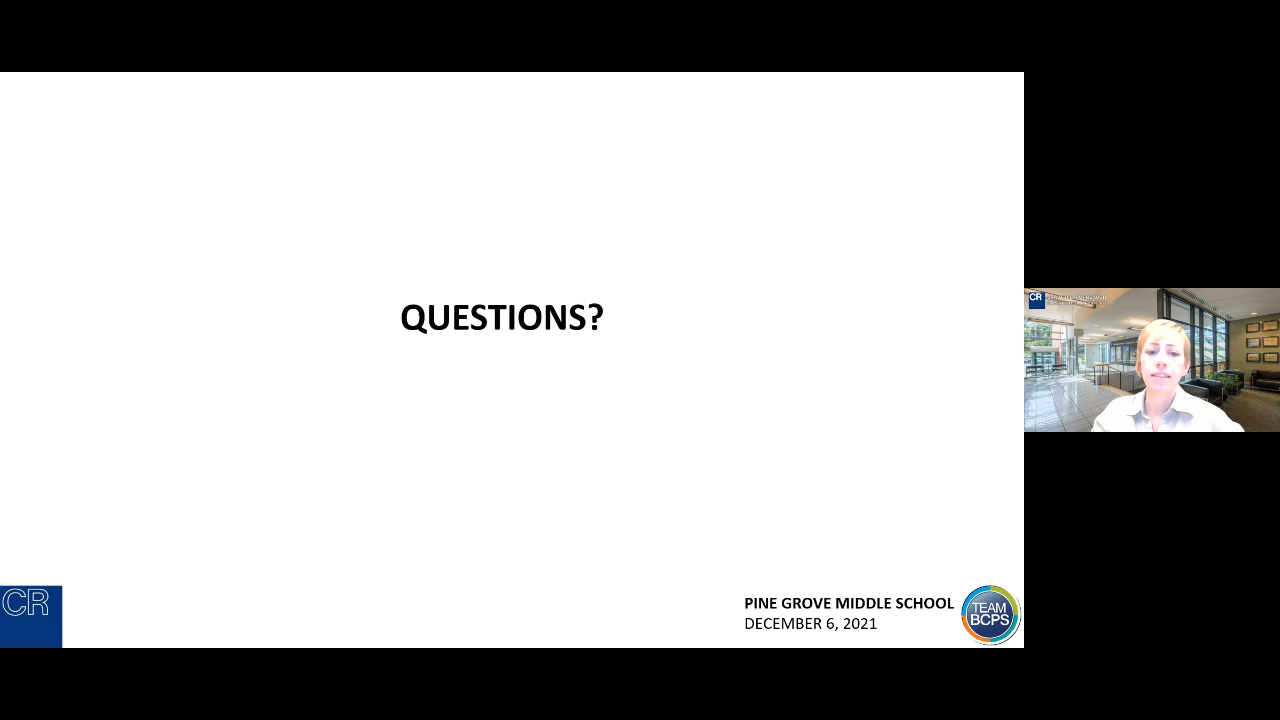 QUESTIONS?
CR
PINE GROVE MIDDLE SCHOOL
DECEMBER 6, 2021
TEAM
BCPS
CR